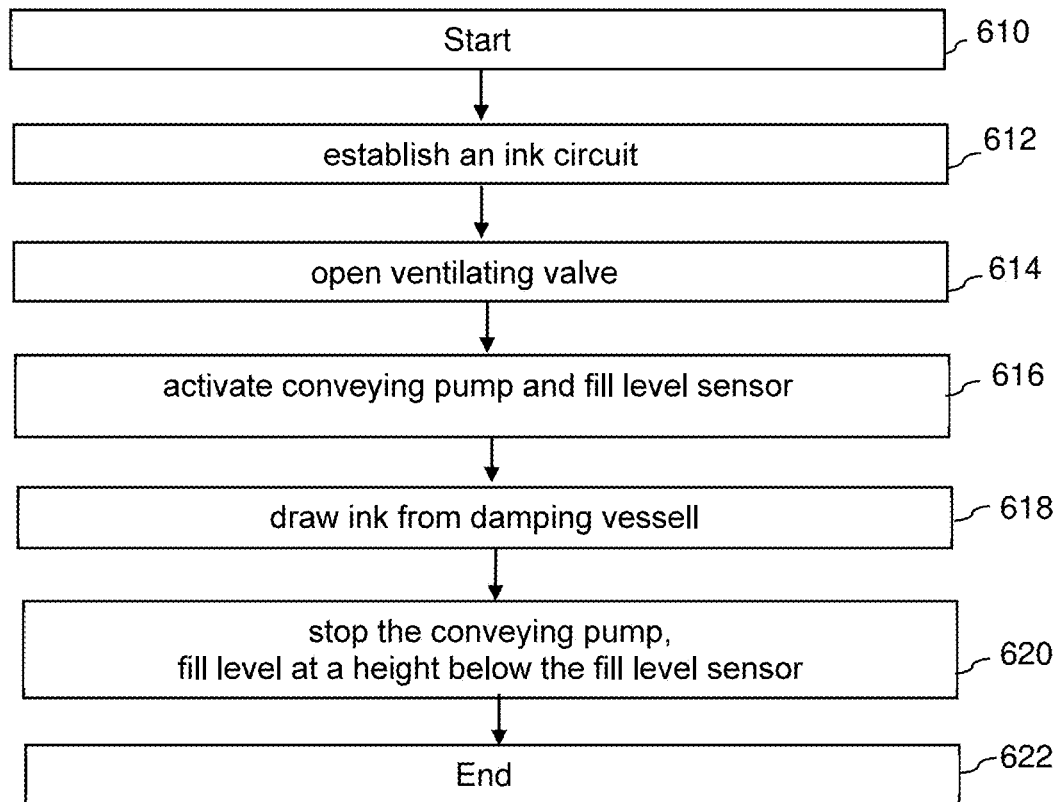 Start
610
establish an ink circuit
612
open ventilating valve
614
activate conveying pump and fill level sensor
616
draw ink from damping vessell
618
stop the conveying pump,
fill level at a height below the fill level sensor
620
End
622